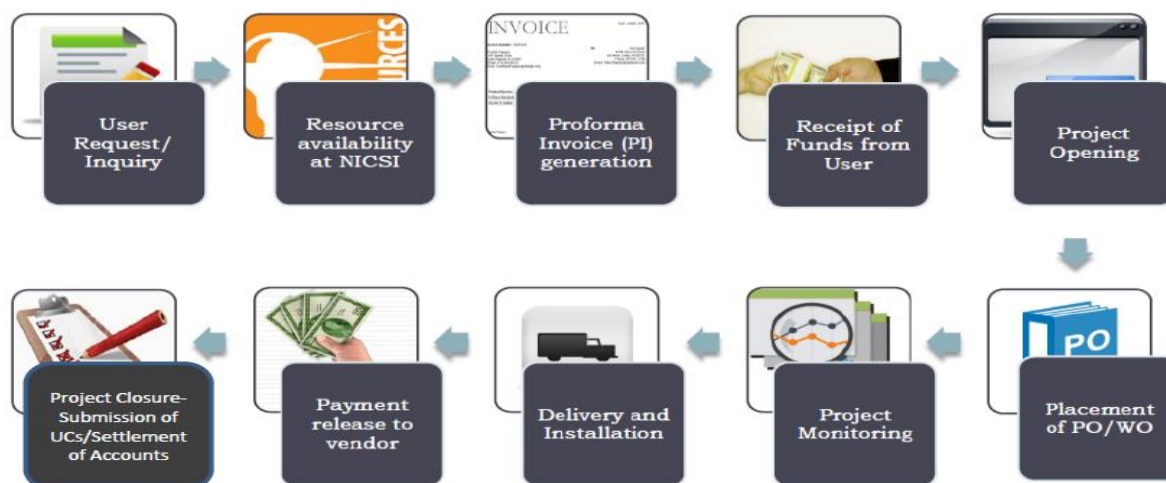 INVOICE
User
Request/
Inquiry
Resource
availability
at NICSI
Proforma
Invoice (PI)
generation
Receipt of
Funds from
User
Project
Opening
PO
Project Closure-
Submission of
UCs/Settlement
of Accounts
Payment
release to
vendor
Delivery and
Installation
Project
Monitoring
Placement
of PO/WO